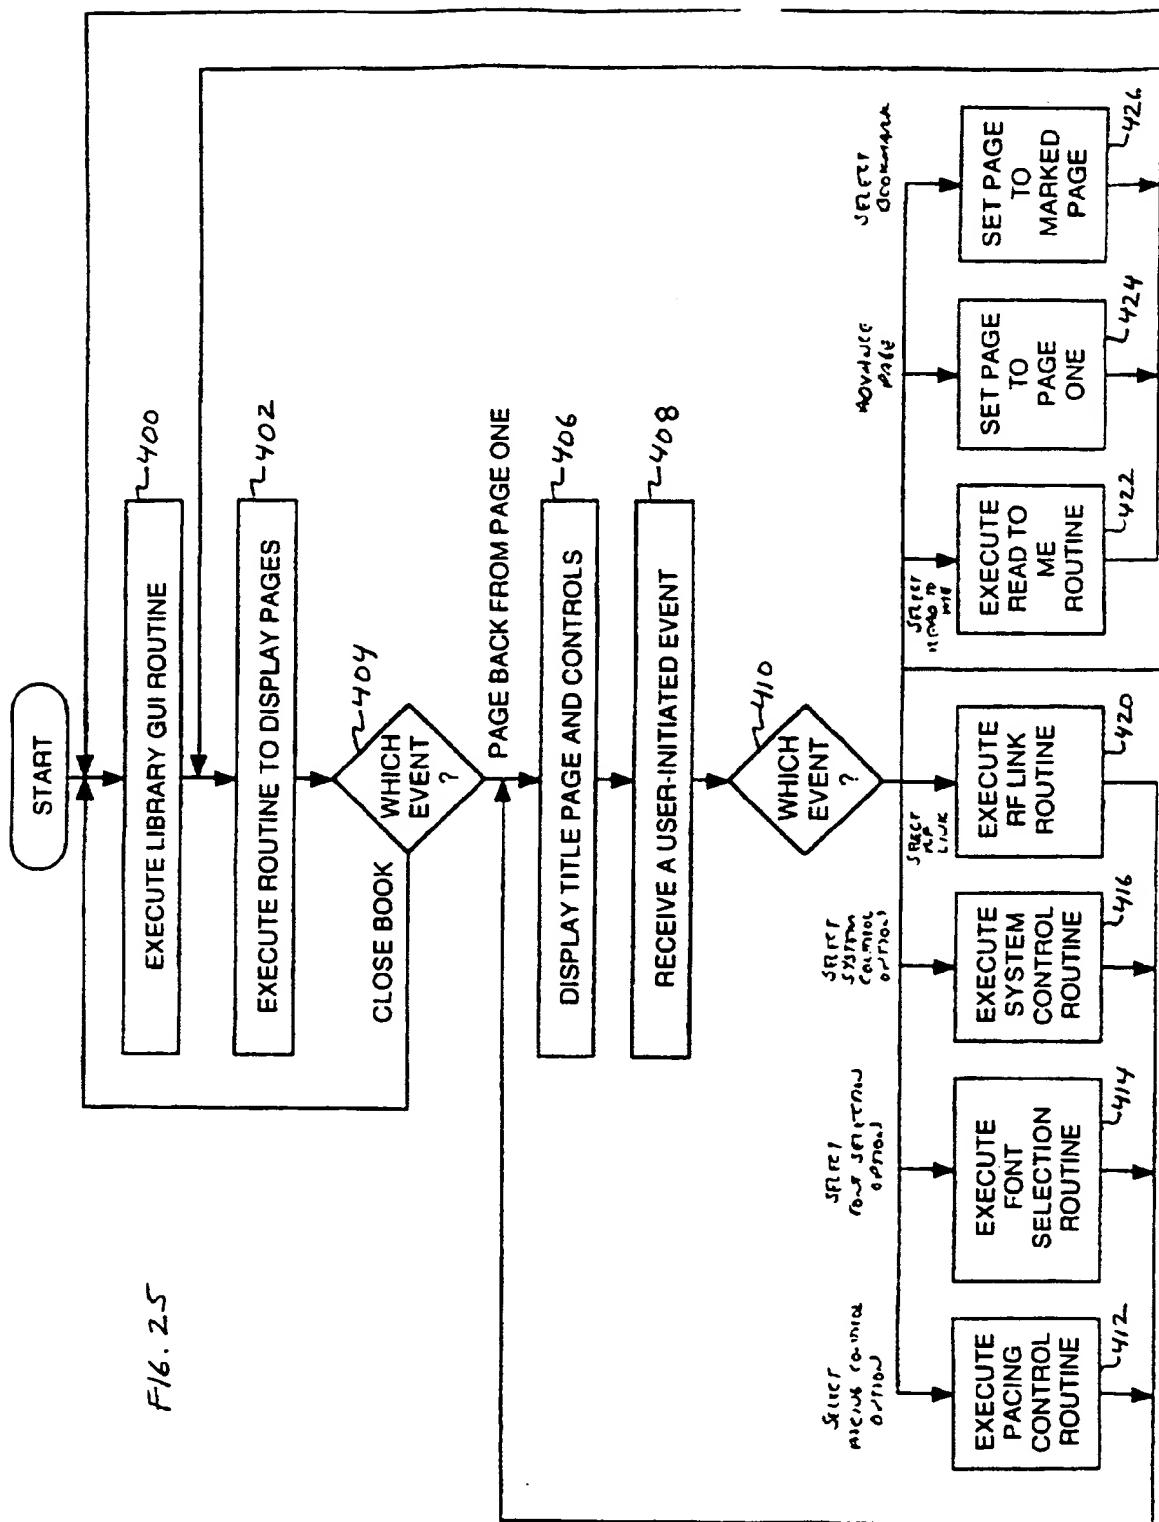 START
EXECUTE LIBRARY GUI ROUTINE
400
EXECUTE ROUTINE TO DISPLAY PAGES
402
WHICH
EVENT
?
404
CLOSE BOOK
PAGE BACK FROM PAGE ONE
DISPLAY TITLE PAGE AND CONTROLS
406
RECEIVE A USER-INITIATED EVENT
408
WHICH
EVENT
?
410
SELECT
PACING CONTROL
OPTION
EXECUTE
PACING
CONTROL
ROUTINE
412
SELECT
FONT SELECTION
OPTION
EXECUTE
FONT
SELECTION
ROUTINE
414
SELECT
SYSTEM
CONTROL
OPTION
EXECUTE
SYSTEM
CONTROL
ROUTINE
416
SELECT
RF
LINK
EXECUTE
RF LINK
ROUTINE
420
SELECT
READ TO
ME
EXECUTE
READ TO
ME
ROUTINE
422
ADVANCE
PAGE
SET PAGE
TO
PAGE
ONE
424
SELECT
BOOKMARK
SET PAGE
TO
MARKED
PAGE
426
FIG. 25